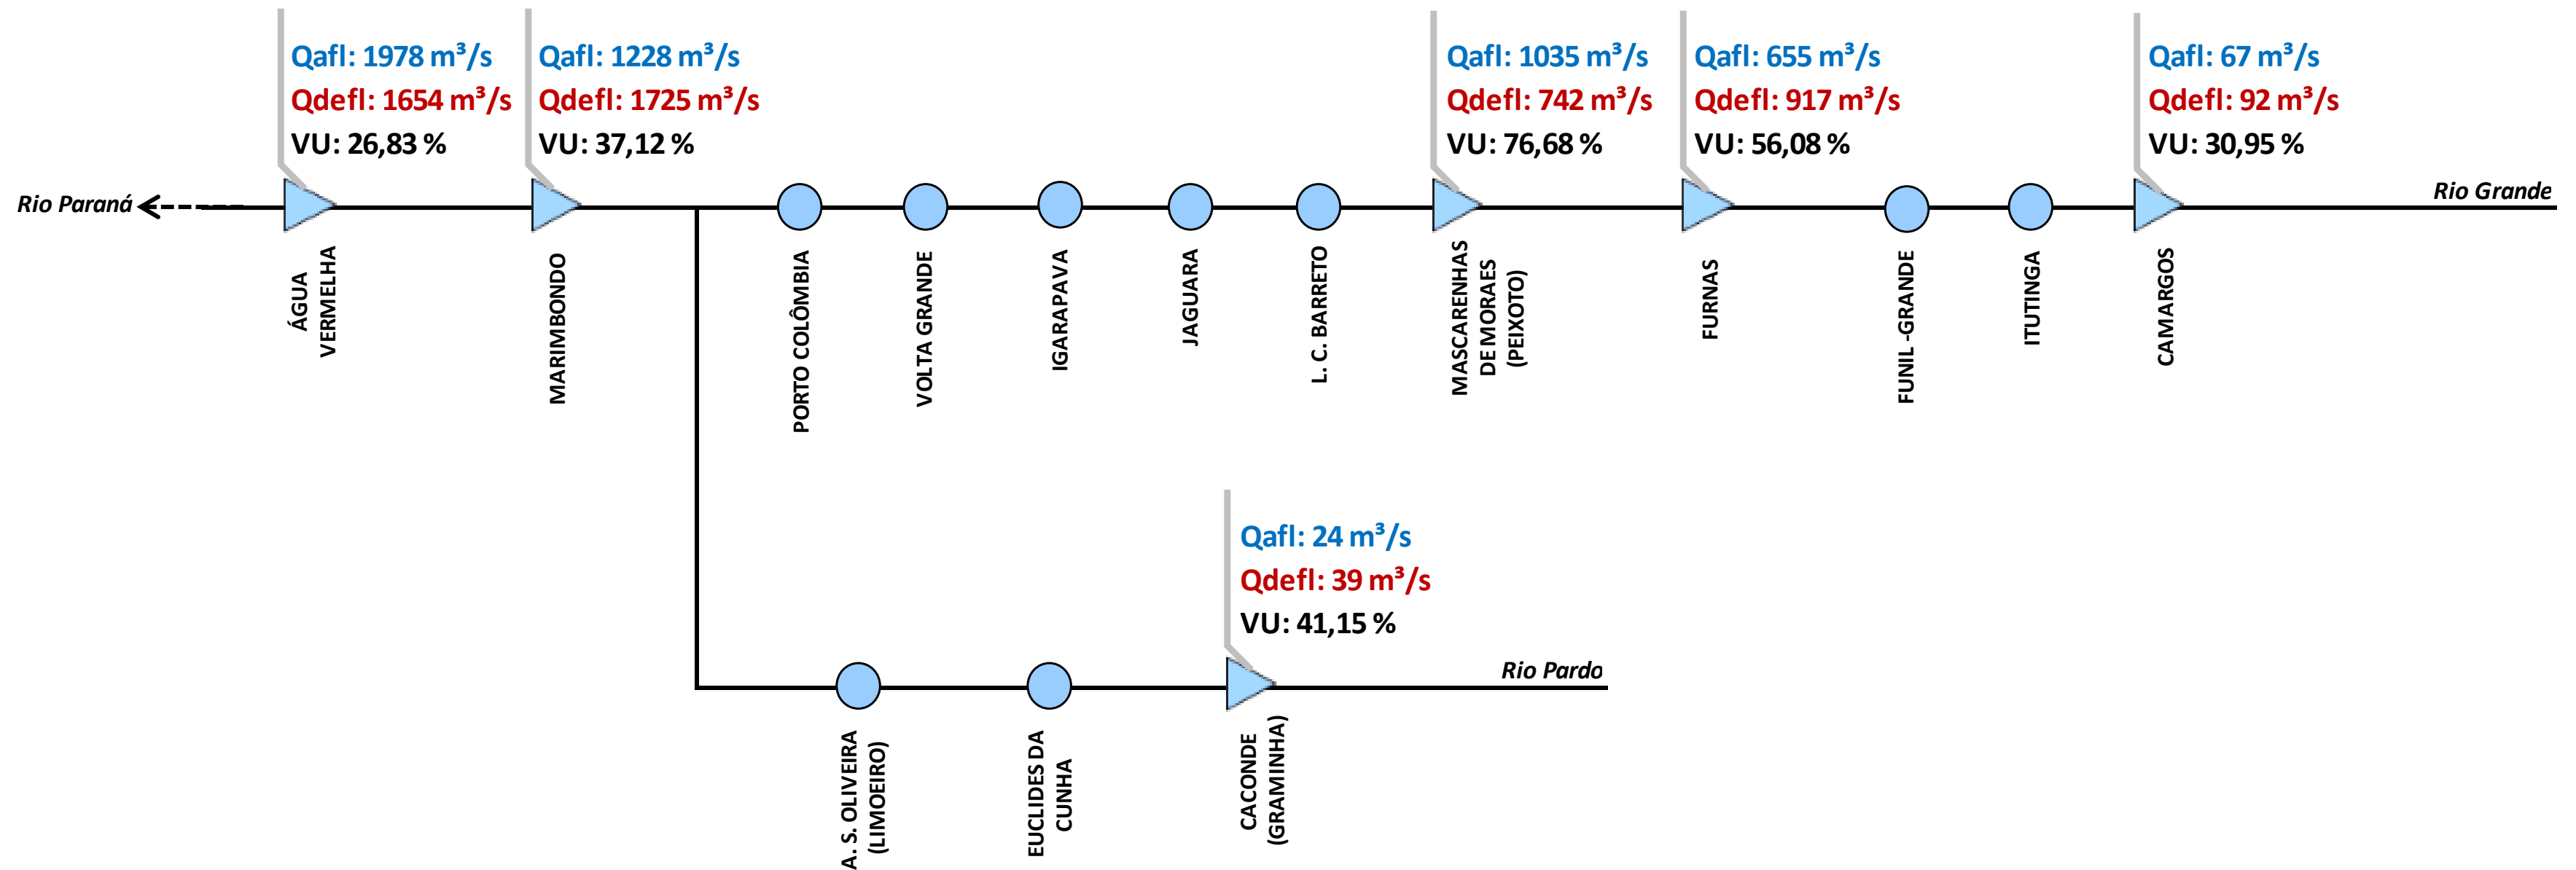 Qafl: 1978 m³/s
Qdefl: 1654 m³/s
VU: 26,83 %
Qafl: 1228 m³/s
Qdefl: 1725 m³/s
VU: 37,12 %
Qafl: 1035 m³/s
Qdefl: 742 m³/s
VU: 76,68 %
Qafl: 655 m³/s
Qdefl: 917 m³/s
VU: 56,08 %
Qafl: 67 m³/s
Qdefl: 92 m³/s
VU: 30,95 %
Rio Paraná
Rio Grande
ÁGUA
VERMELHA
MARIMBONDO
PORTO COLÔMBIA
VOLTA GRANDE
IGARAPAVA
JAGUARA
L. C. BARRETO
MASCARENHAS
DE MORAES
(PEIXOTO)
FURNAS
FUNIL -GRANDE
ITUTINGA
CAMARGOS
Qafl: 24 m³/s
Qdefl: 39 m³/s
VU: 41,15 %
Rio Pardo
A. S. OLIVEIRA
(LIMOEIRO)
EUCLIDES DA
CUNHA
CACONDE
(GRAMINHA)